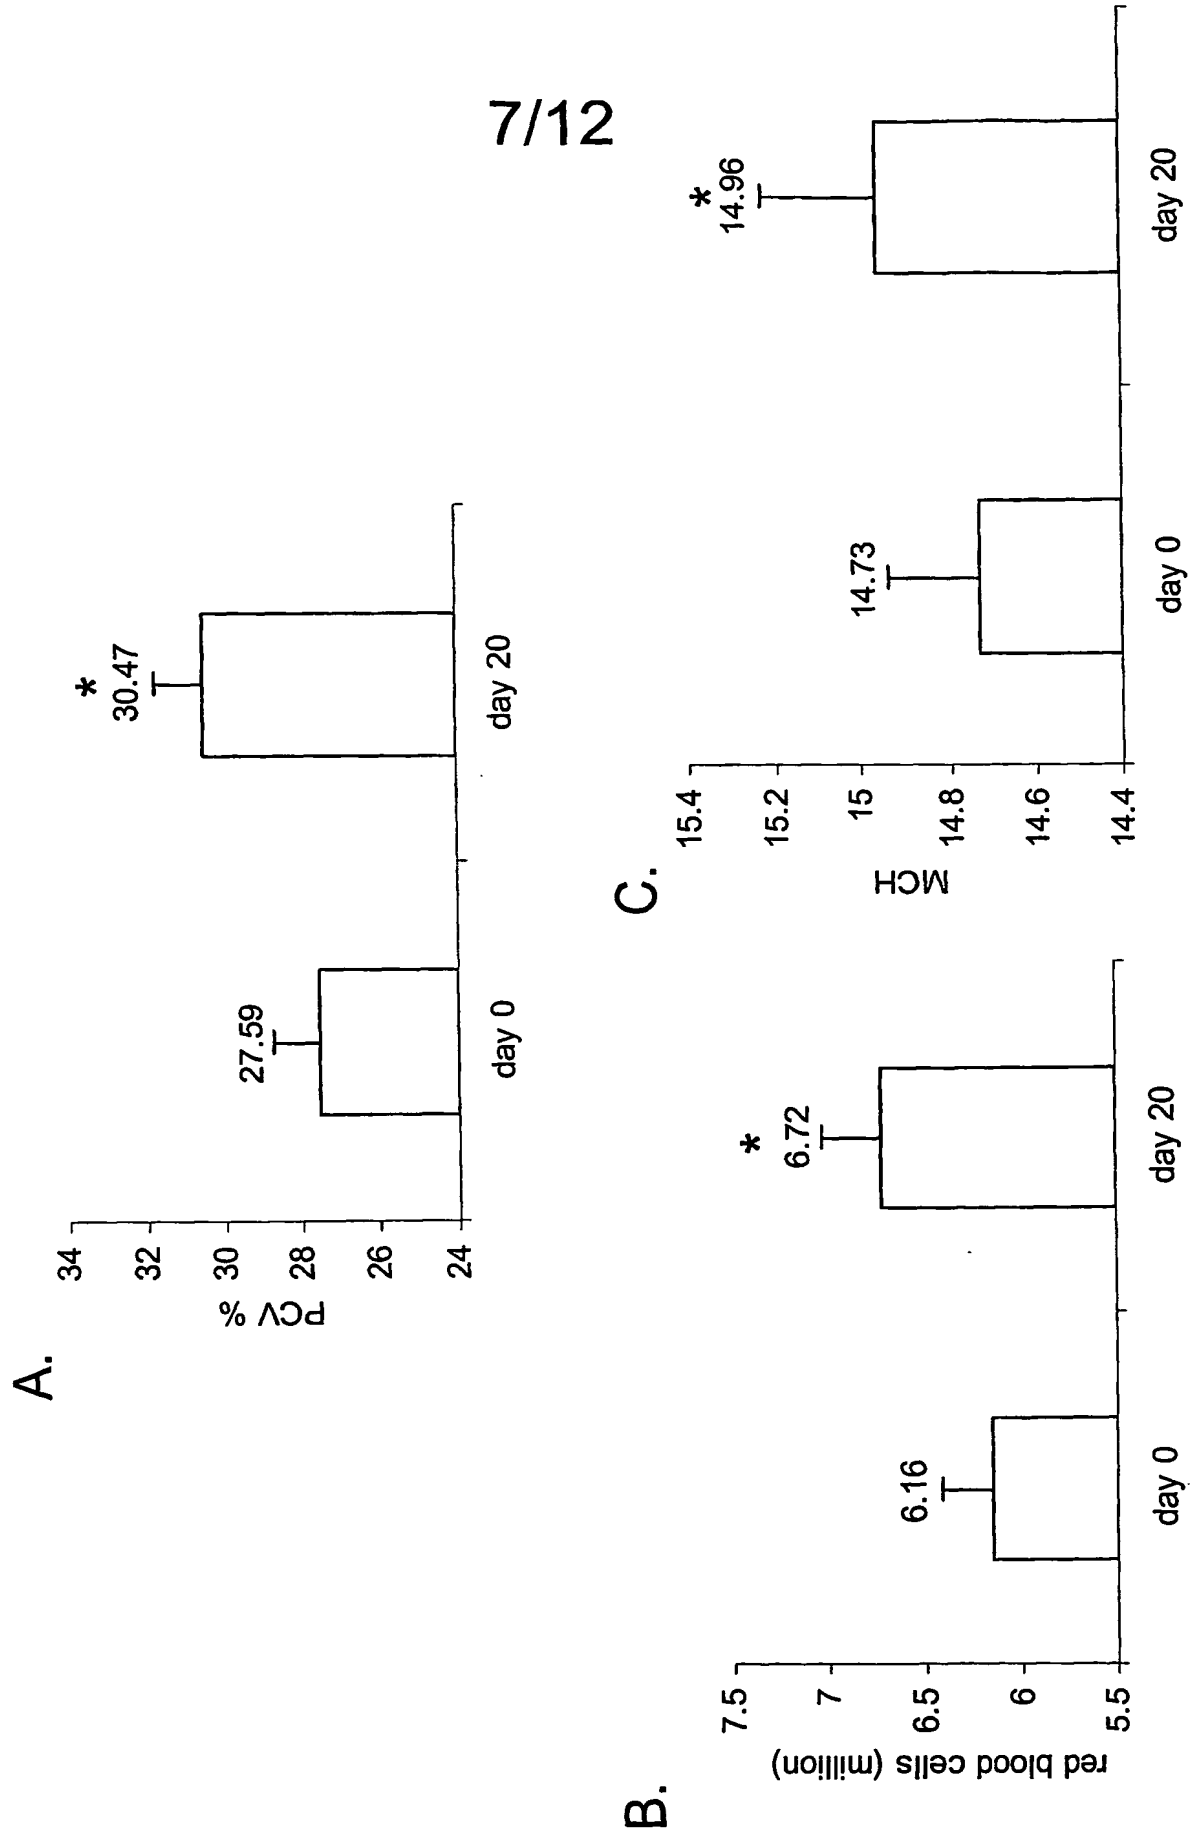 7/12
A.
PCV %
34
32
30
28
26
24
27.59
*
30.47
day 0
day 20
B.
red blood cells (million)
7.5
7
6.5
6
5.5
6.16
*
6.72
day 0
day 20
C.
MCH
15.4
15.2
15
14.8
14.6
14.4
14.73
*
14.96
day 0
day 20